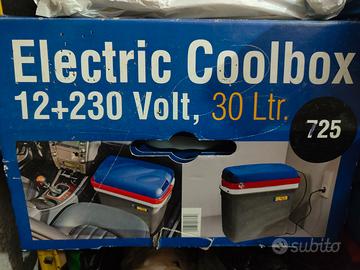 Electric Coolbox
12+230 Volt, 30 Ltr.
725
subito